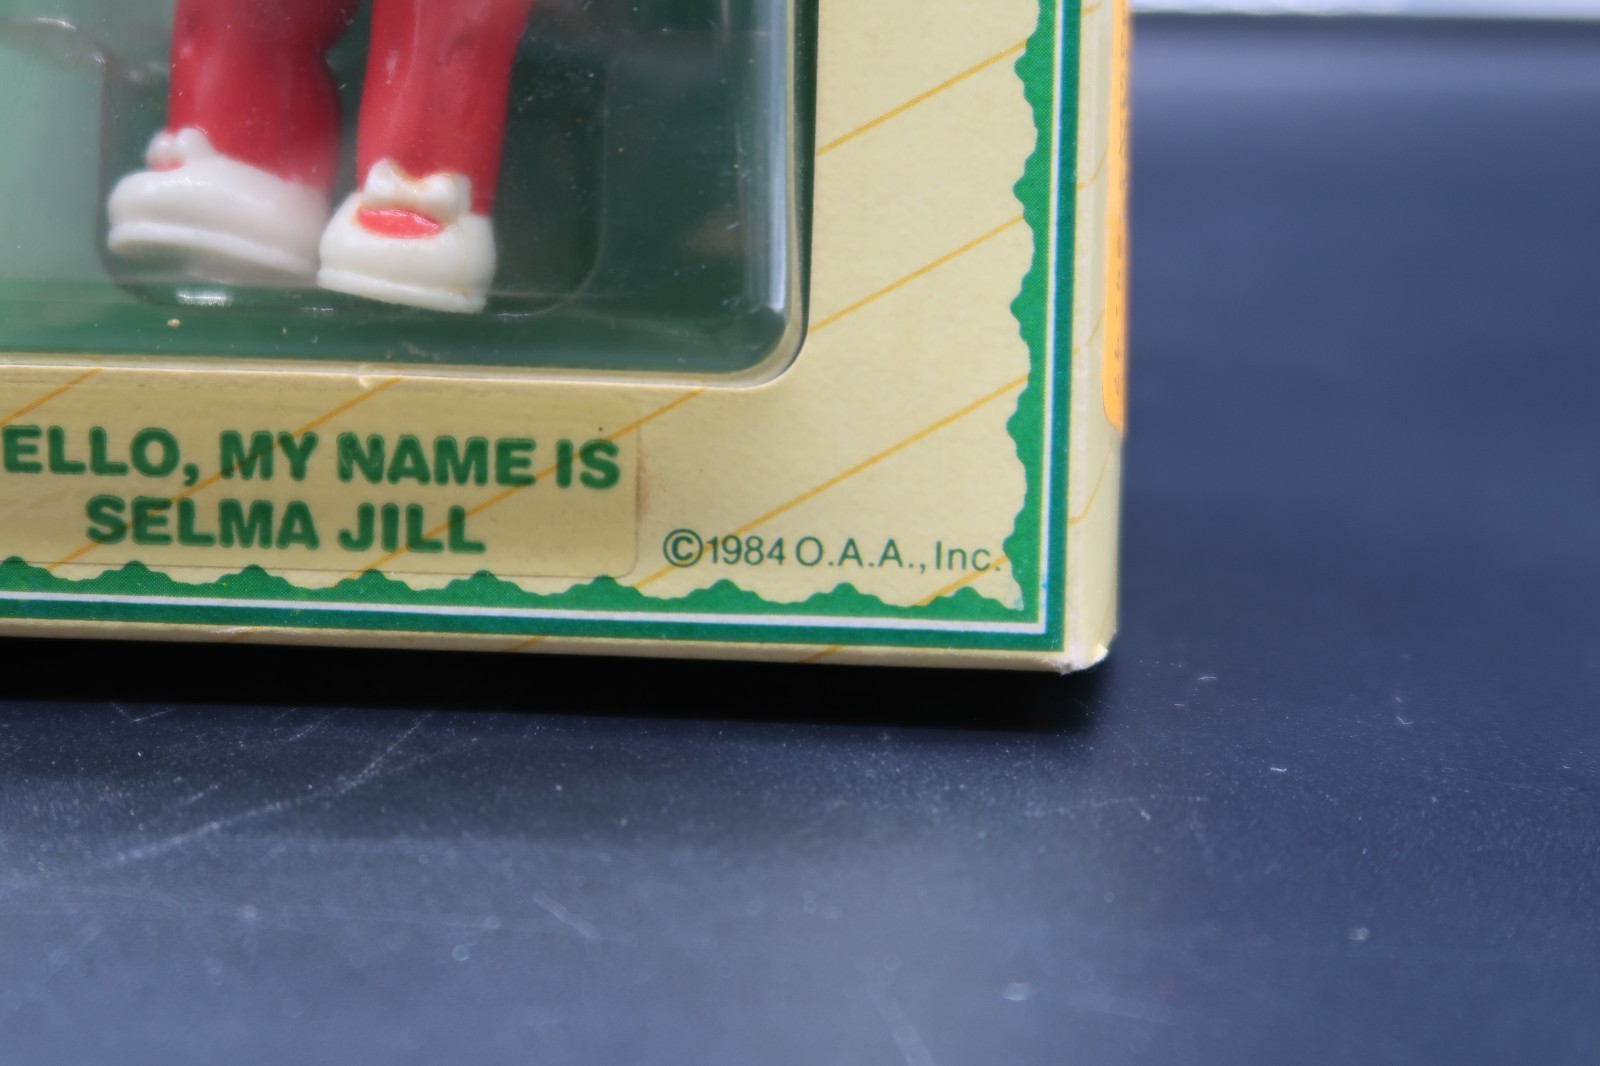 ELLO, MY NAME IS
SELMA JILL
©1984 O.A.A., Inc.